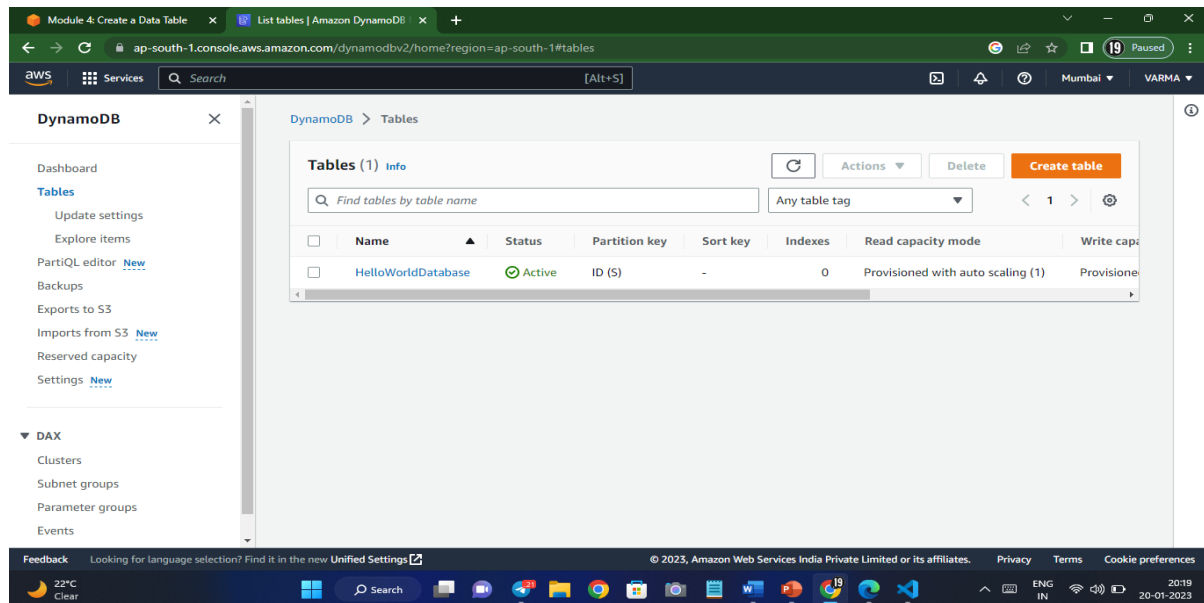 Module 4: Create a Data Table
List tables | Amazon DynamoDB
ap-south-1.console.aws.amazon.com/dynamodbv2/home?region=ap-south-1#tables
19 Paused
aws Services Search [Alt+S] Mumbai VARMA
DynamoDB
Dashboard
Tables
Update settings
Explore items
PartiQL editor New
Backups
Exports to S3
Imports from S3 New
Reserved capacity
Settings New
DAX
Clusters
Subnet groups
Parameter groups
Events
DynamoDB > Tables
Tables (1) Info
Actions Delete Create table
Find tables by table name Any table tag < 1 >
Name Status Partition key Sort key Indexes Read capacity mode Write capa
HelloWorldDatabase Active ID (S) - 0 Provisioned with auto scaling (1) Provisione
Feedback Looking for language selection? Find it in the new Unified Settings © 2023, Amazon Web Services India Private Limited or its affiliates. Privacy Terms Cookie preferences
22°C
Clear
Search
21
19
ENG
IN
20:19
20-01-2023